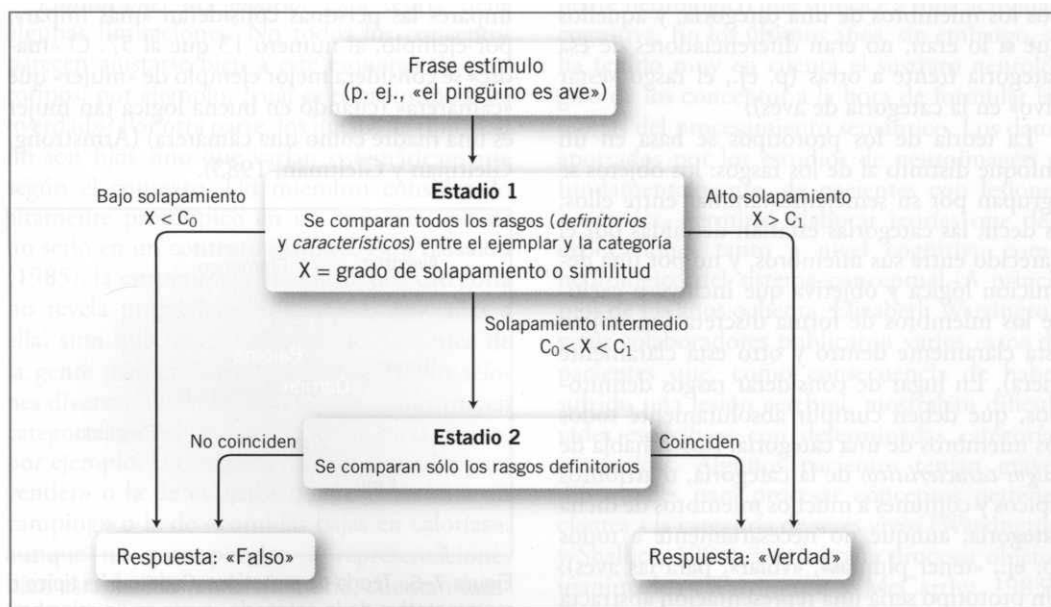 Frase estímulo
(p. ej., «el pingüino es ave»)
Bajo solapamiento
X < C₀
Estadio 1
Se comparan todos los rasgos (definitorios
y característicos) entre el ejemplar y la categoría
X = grado de solapamiento o similitud
Alto solapamiento
X > C₁
Solapamiento intermedio
C₀ < X < C₁
No coinciden
Estadio 2
Se comparan sólo los rasgos definitorios
Coinciden
Respuesta: «Falso»
Respuesta: «Verdad»